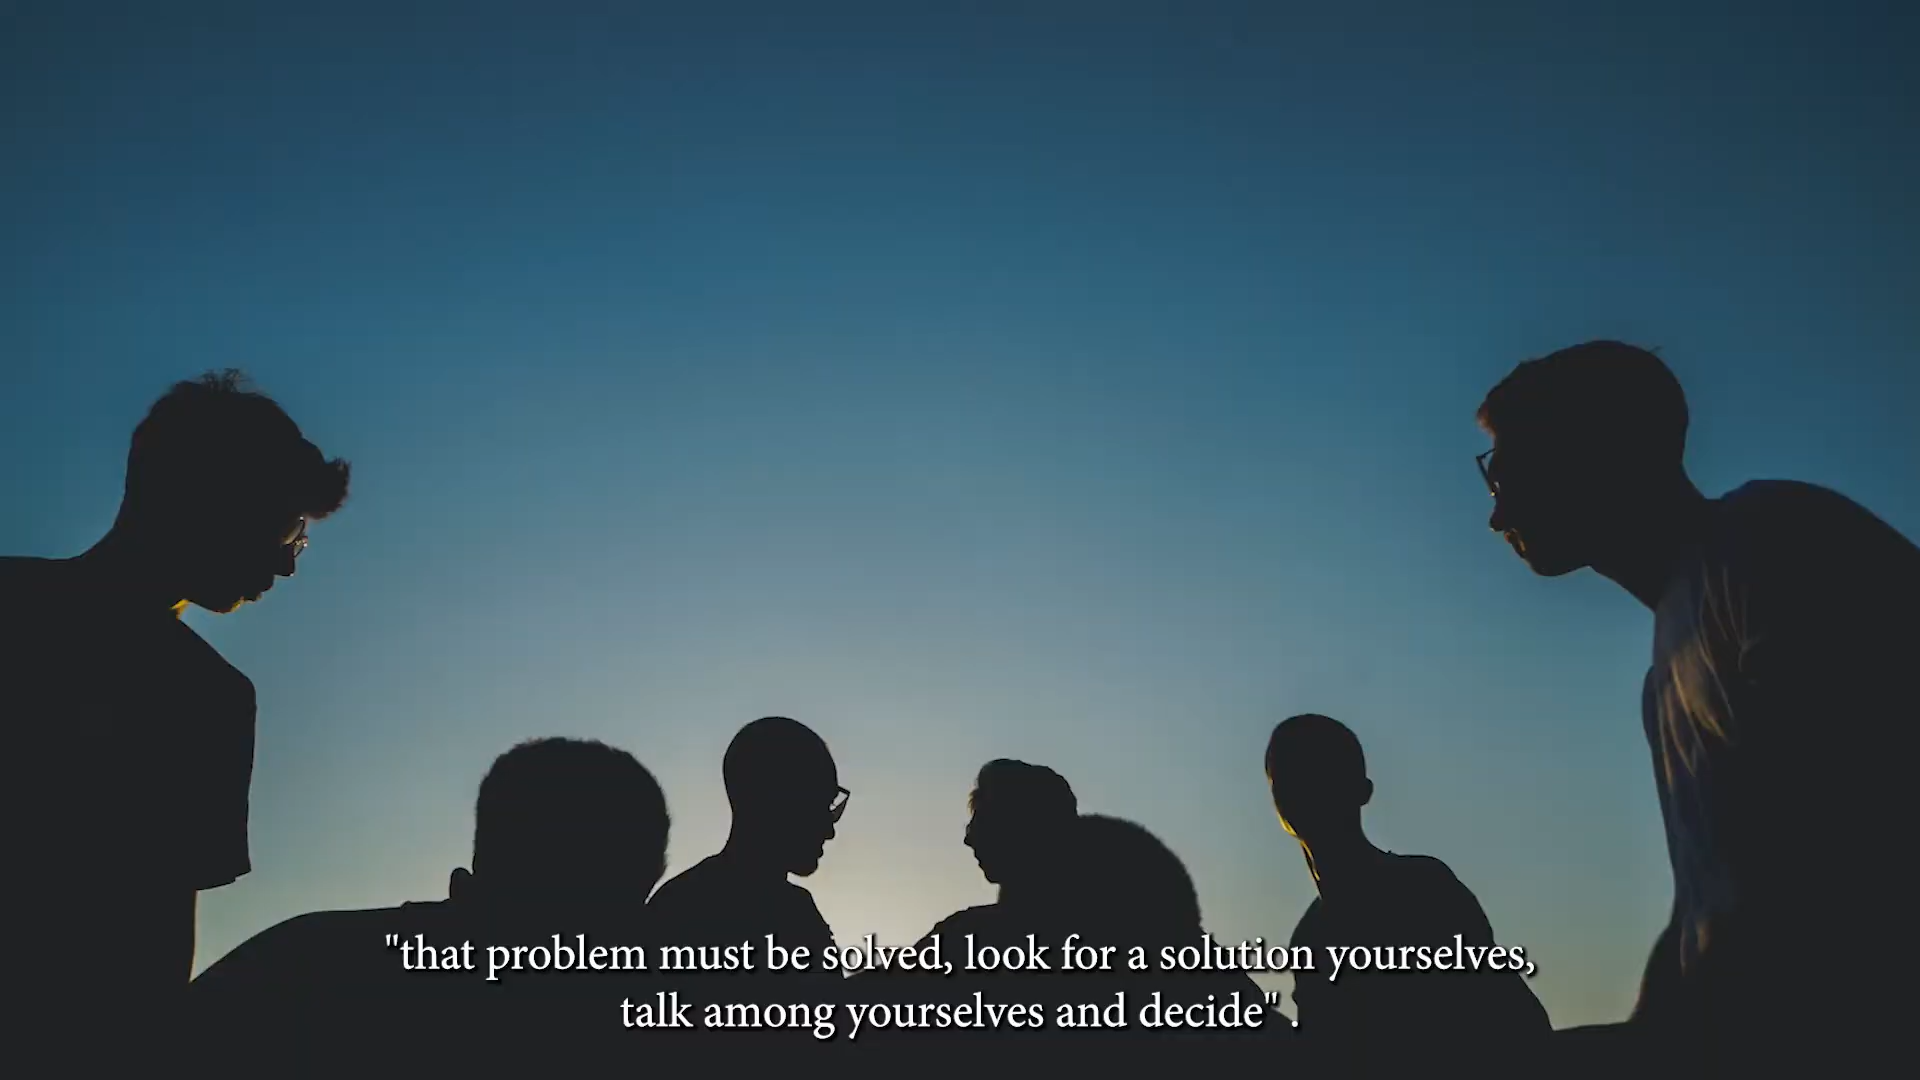 "that problem must be solved, look for a solution yourselves,
talk among yourselves and decide" .